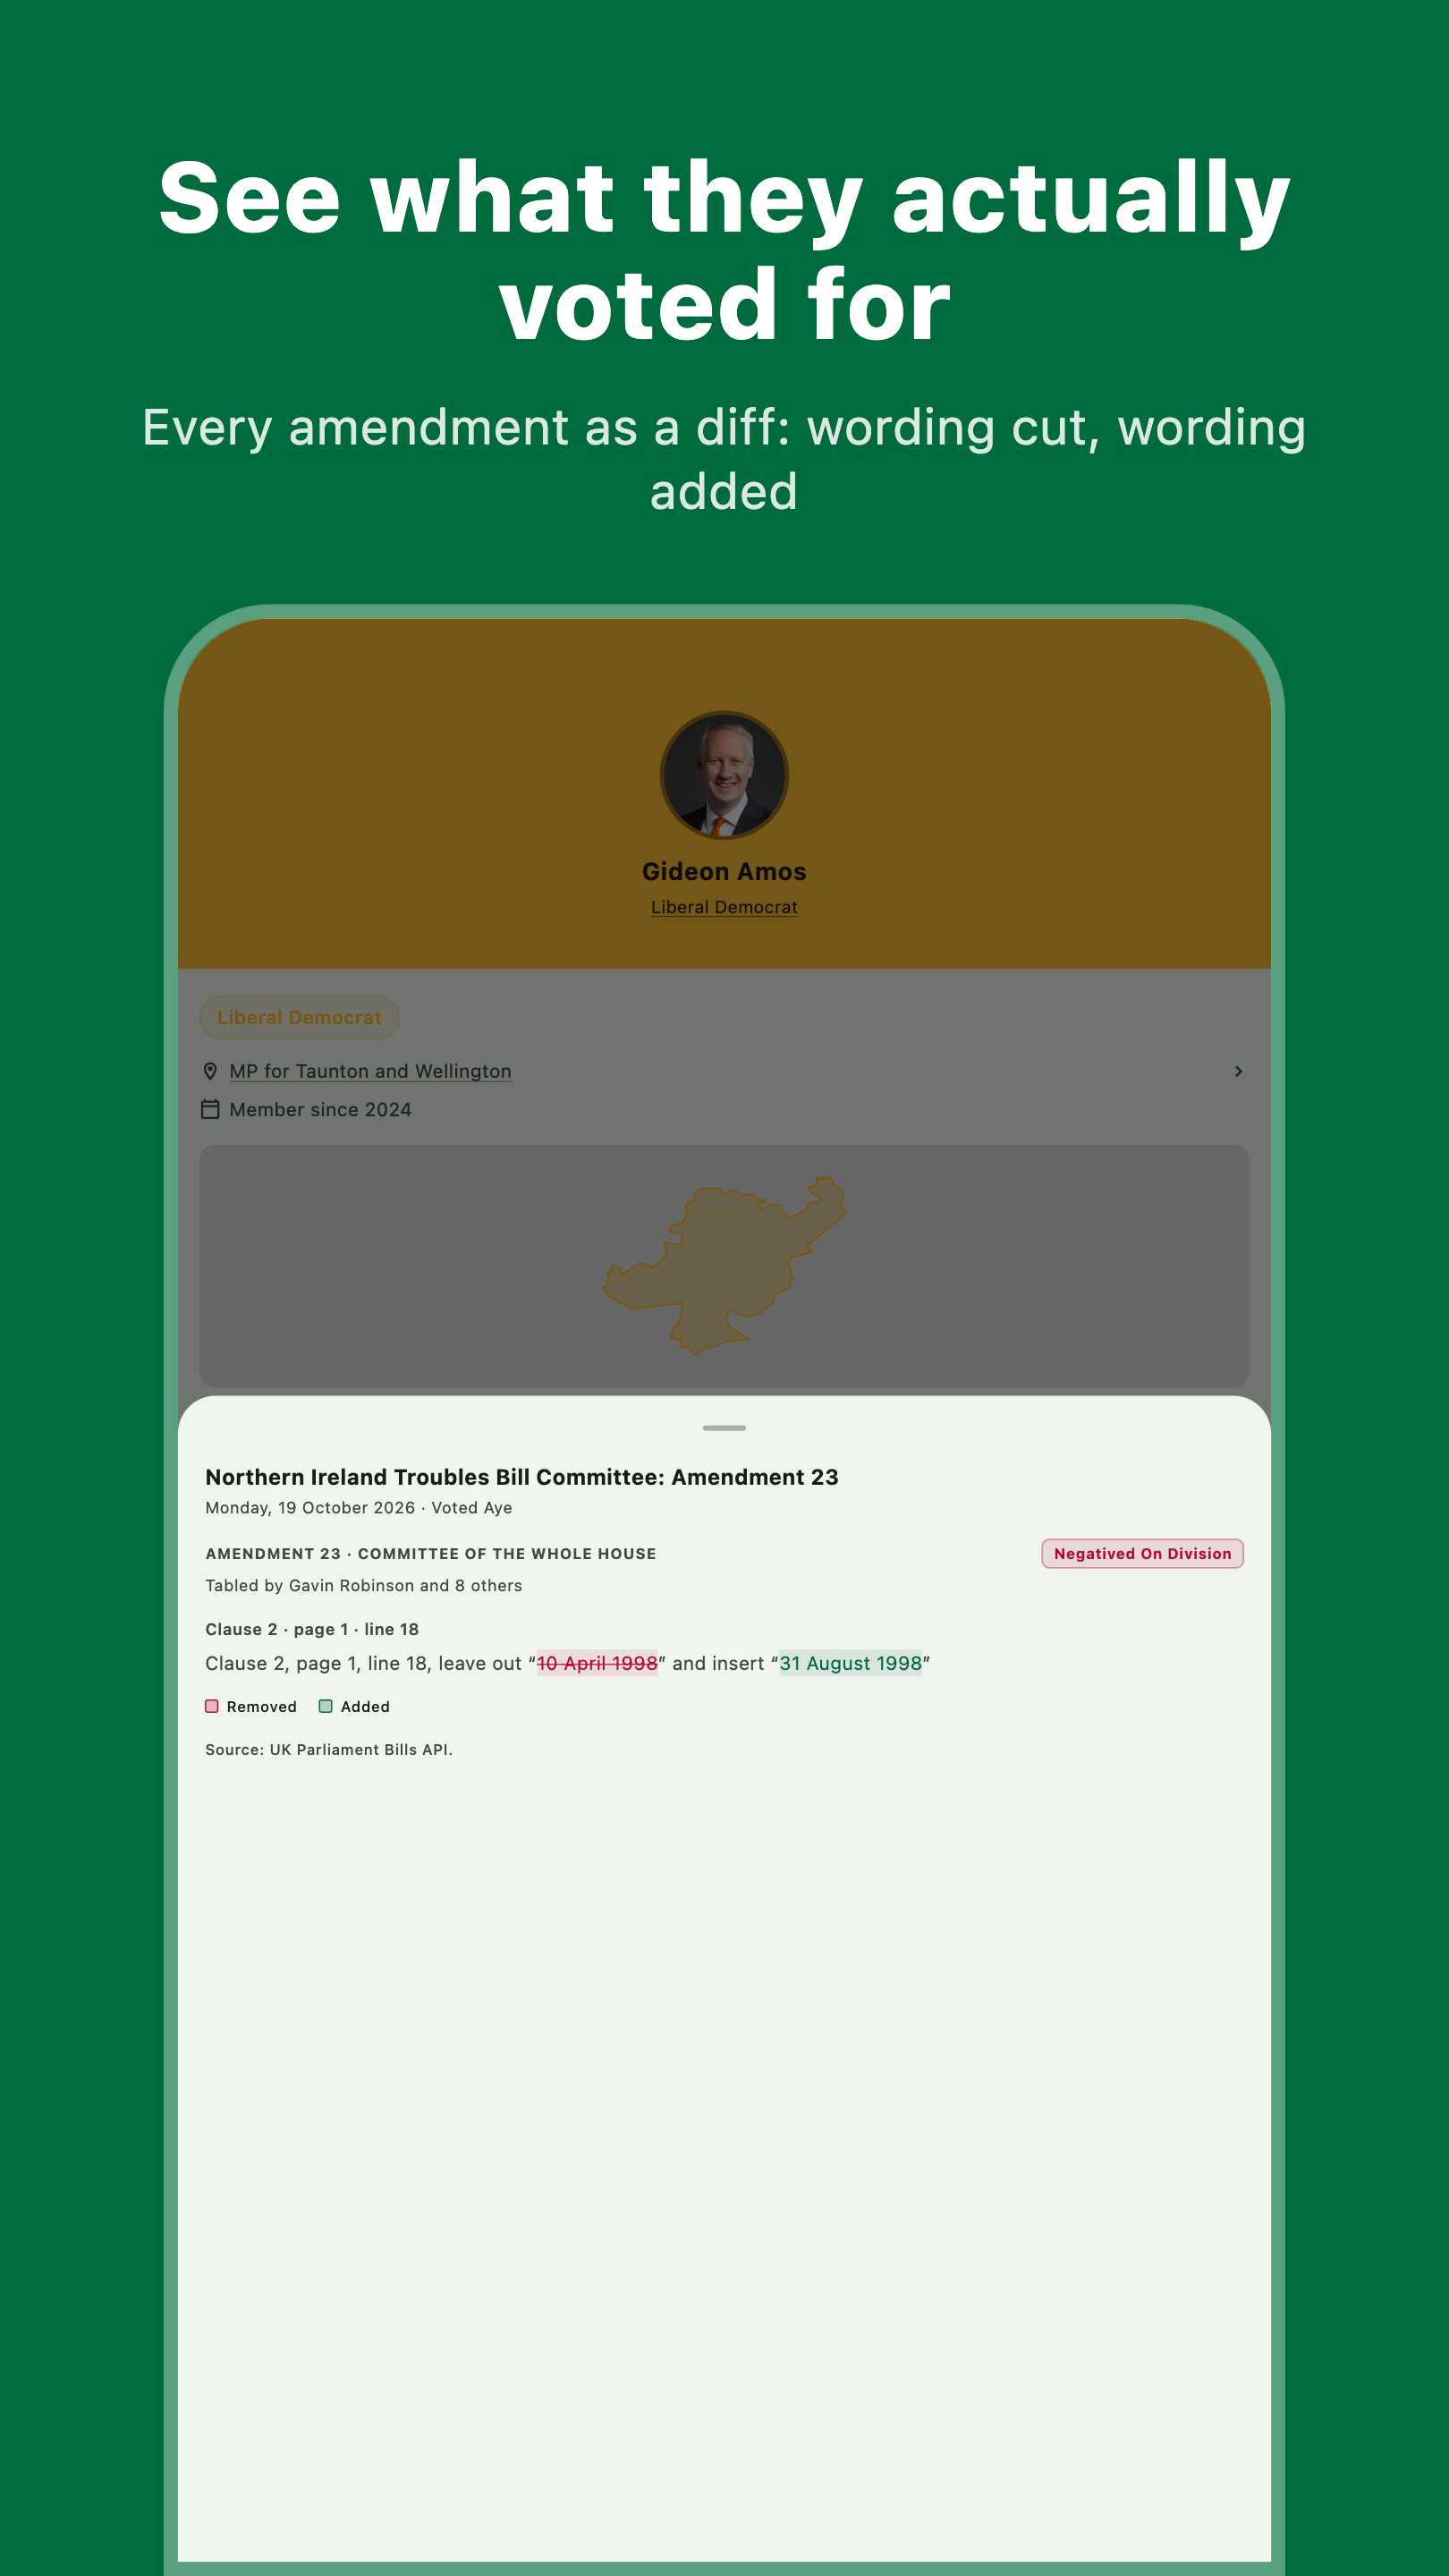 See what they actually
voted for
Every amendment as a diff: wording cut, wording
added
Gideon Amos
Liberal Democrat
Liberal Democrat
MP for Taunton and Wellington
Member since 2024
Northern Ireland Troubles Bill Committee: Amendment 23
Monday, 19 October 2026 · Voted Aye
AMENDMENT 23 · COMMITTEE OF THE WHOLE HOUSE
Negatived On Division
Tabled by Gavin Robinson and 8 others
Clause 2 · page 1 · line 18
Clause 2, page 1, line 18, leave out “10 April 1998” and insert “31 August 1998”
Removed Added
Source: UK Parliament Bills API.